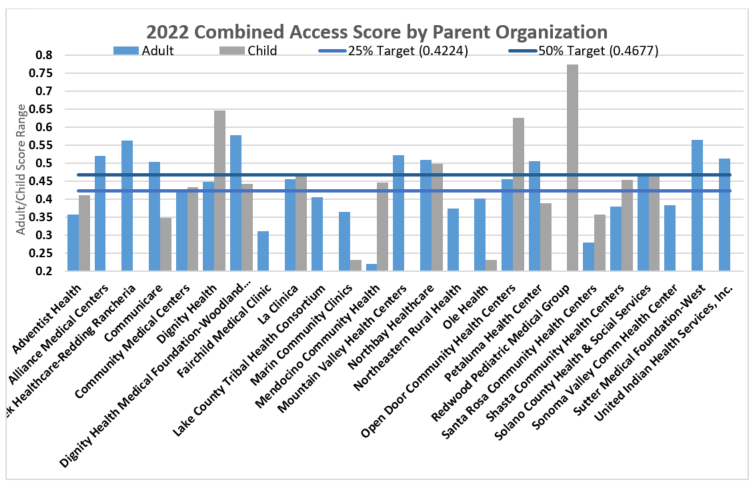 2022 Combined Access Score by Parent Organization
Adult
Child
25% Target (0.4224)
50% Target (0.4677)
Adult/Child Score Range
0.8
0.75
0.7
0.65
0.6
0.55
0.5
0.45
0.4
0.35
0.3
0.25
0.2
Adventist Health
Alliance Medical Centers
Healthcare-Redding Rancheria
Communicare
Community Medical Centers
Dignity Health
Dignity Health Medical Foundation-Woodland...
Fairchild Medical Clinic
La Clinica
Lake County Tribal Health Consortium
Marin Community Clinics
Mendocino Community Health
Mountain Valley Health Centers
Northbay Healthcare
Northeastern Rural Health
Ole Health
Open Door Community Health Centers
Petaluma Health Center
Redwood Pediatric Medical Group
Santa Rosa Community Health Centers
Shasta Community Health Centers
Solano County Health & Social Services
Sonoma Valley Comm Health Center
Sutter Medical Foundation-West
United Indian Health Services, Inc.